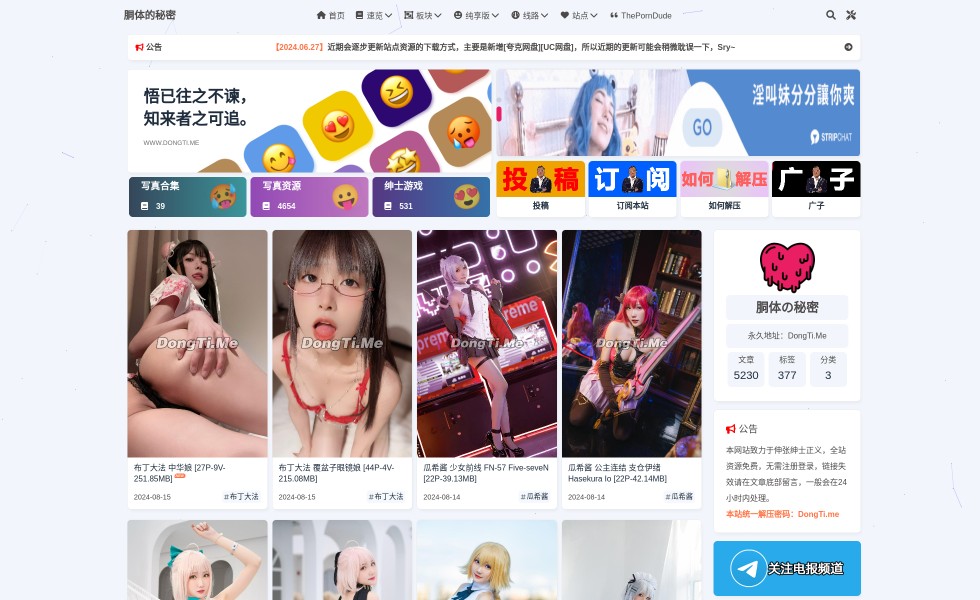 胴体的秘密
首页 速览 板块 纯享版 线路 站点 ThePornDude
公告
【2024.06.27】近期会逐步更新站点资源的下载方式，主要是新增[夸克网盘][UC网盘]，所以近期的更新可能会稍微耽误一下，Sry~
悟已往之不谏，
知来者之可追。
WWW.DONGTI.ME
淫叫妹分分讓你爽
GO
STRIPCHAT
写真合集
39
写真资源
4654
绅士游戏
531
投稿
订阅
如何解压
广子
投稿
订阅本站
如何解压
广子
DongTi.Me
DongTi.Me
DongTi.Me
DongTi.Me
布丁大法 中华娘 [27P-9V-
251.85MB]
2024-08-15
#布丁大法
布丁大法 覆盆子眼镜娘 [44P-4V-
215.08MB]
2024-08-15
#布丁大法
瓜希酱 少女前线 FN-57 Five-seveN
[22P-39.13MB]
2024-08-14
#瓜希酱
瓜希酱 公主连结 支仓伊绪
Hasekura Io [22P-42.14MB]
2024-08-14
#瓜希酱
胴体の秘密
永久地址：DongTi.Me
文章 标签 分类
5230 377 3
公告
本网站致力于伸张绅士正义，全站
资源免费，无需注册登录，链接失
效请在文章底部留言，一般会在24
小时内处理。
本站统一解压密码：DongTi.me
关注电报频道